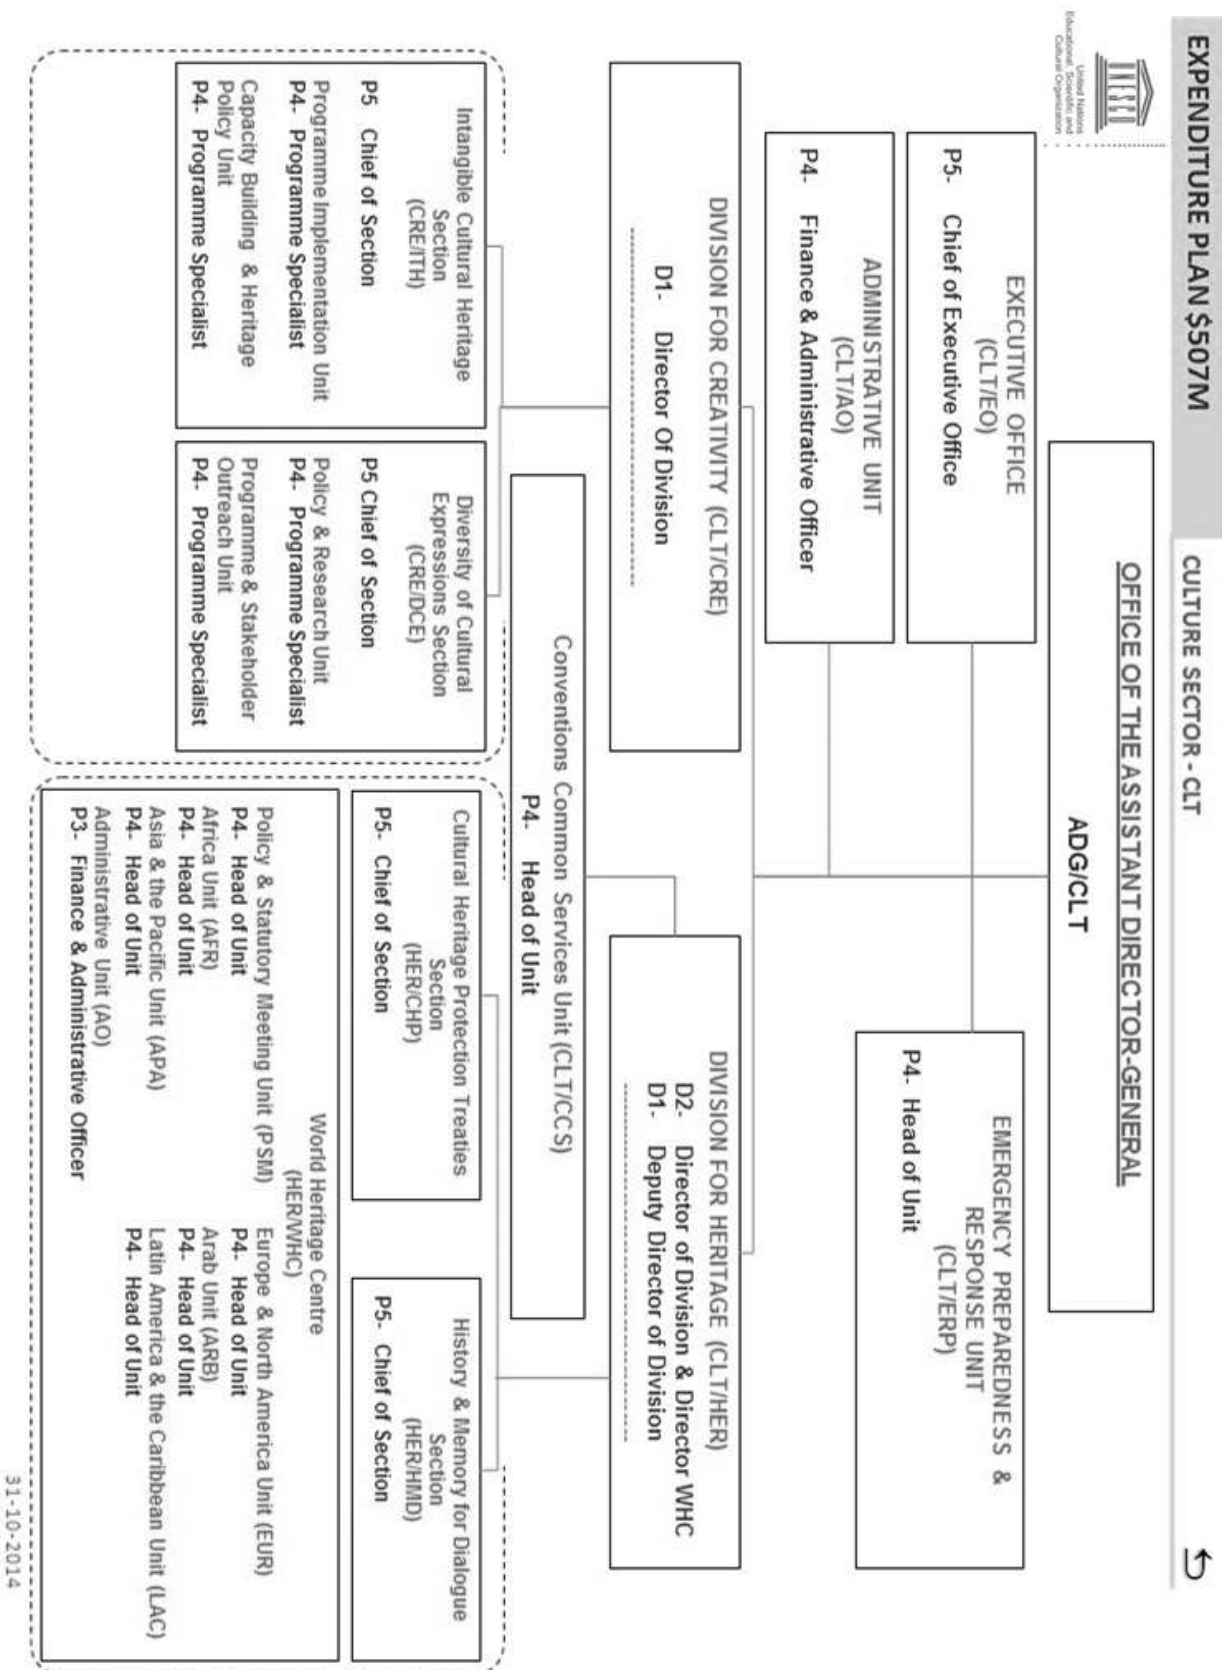 EXPENDITURE PLAN $507M
CULTURE SECTOR - CLT
UNESCO
United Nations
Educational, Scientific and
Cultural Organization
OFFICE OF THE ASSISTANT DIRECTOR-GENERAL
ADG/CLT
EXECUTIVE OFFICE
(CLT/EO)
P5- Chief of Executive Office
ADMINISTRATIVE UNIT
(CLT/AO)
P4- Finance & Administrative Officer
EMERGENCY PREPAREDNESS &
RESPONSE UNIT
(CLT/ERP)
P4- Head of Unit
DIVISION FOR CREATIVITY (CLT/CRE)
D1- Director Of Division
DIVISION FOR HERITAGE (CLT/HER)
D2- Director of Division & Director WHC
D1- Deputy Director of Division
Conventions Common Services Unit (CLT/CCS)
P4- Head of Unit
Intangible Cultural Heritage
Section
(CRE/ITH)
P5 Chief of Section
Programme Implementation Unit
P4- Programme Specialist
Capacity Building & Heritage
Policy Unit
P4- Programme Specialist
Diversity of Cultural
Expressions Section
(CRE/DCE)
P5 Chief of Section
Policy & Research Unit
P4- Programme Specialist
Programme & Stakeholder
Outreach Unit
P4- Programme Specialist
Cultural Heritage Protection Treaties
Section
(HER/CHP)
P5- Chief of Section
History & Memory for Dialogue
Section
(HER/HMD)
P5- Chief of Section
World Heritage Centre
(HER/WHC)
Policy & Statutory Meeting Unit (PSM)
P4- Head of Unit
Africa Unit (AFR)
P4- Head of Unit
Asia & the Pacific Unit (APA)
P4- Head of Unit
Administrative Unit (AO)
P3- Finance & Administrative Officer
Europe & North America Unit (EUR)
P4- Head of Unit
Arab Unit (ARB)
P4- Head of Unit
Latin America & the Caribbean Unit (LAC)
P4- Head of Unit
31-10-2014